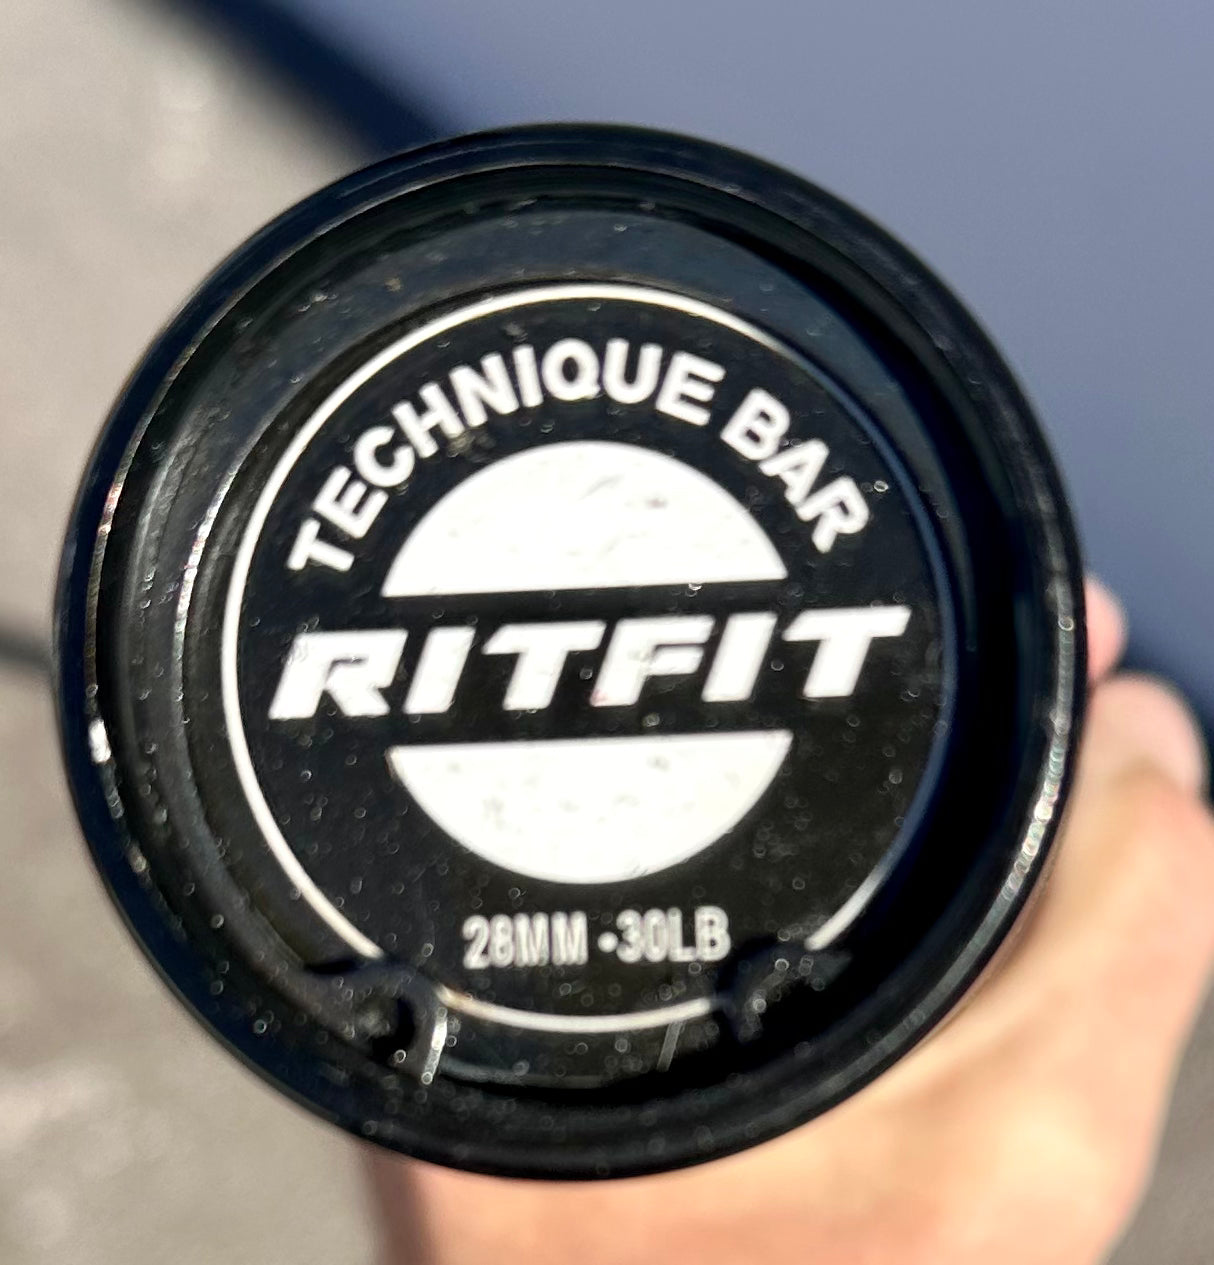 TECHNIQUE BAR
RITFIT
28MM •30LB